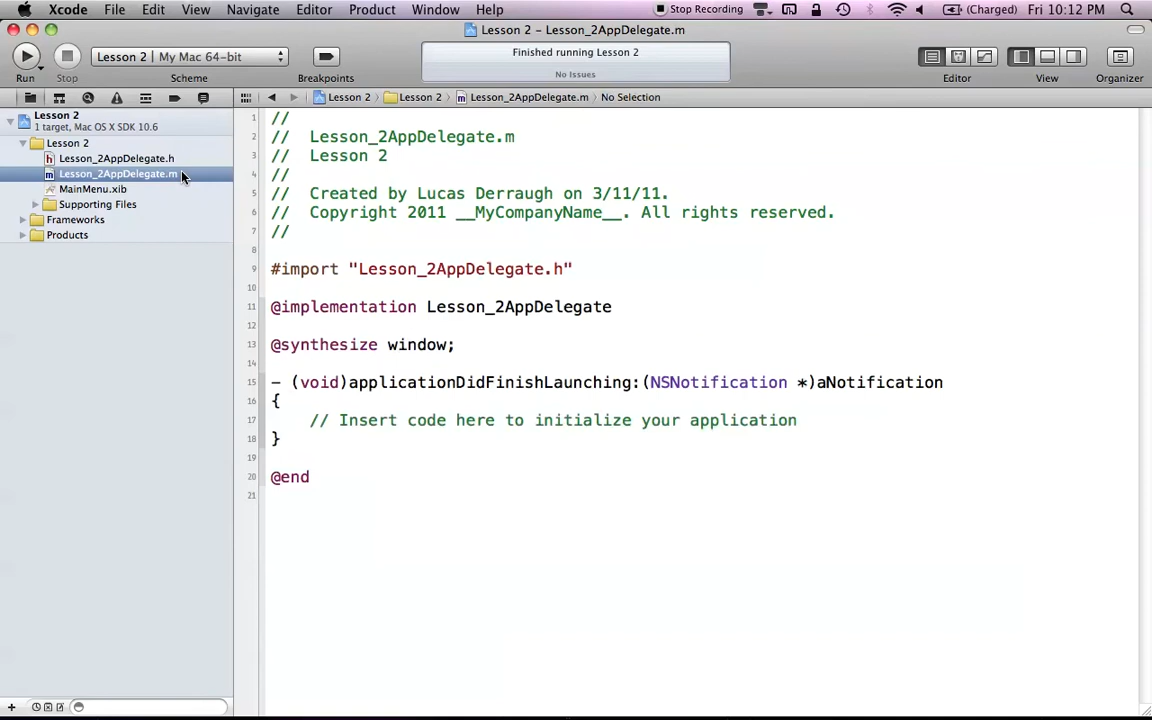 Xcode File Edit View Navigate Editor Product Window Help Stop Recording (Charged) Fri 10:12 PM
Lesson 2 – Lesson_2AppDelegate.m
Lesson 2 | My Mac 64-bit
Finished running Lesson 2
No Issues
Run Stop Scheme Breakpoints Editor View Organizer
Lesson 2 Lesson 2 Lesson_2AppDelegate.m No Selection
Lesson 2
1 target, Mac OS X SDK 10.6
Lesson 2
h Lesson_2AppDelegate.h
m Lesson_2AppDelegate.m
MainMenu.xib
Supporting Files
Frameworks
Products
1 //
2 // Lesson_2AppDelegate.m
3 // Lesson 2
4 //
5 // Created by Lucas Derraugh on 3/11/11.
6 // Copyright 2011 __MyCompanyName__. All rights reserved.
7 //
8
9 #import "Lesson_2AppDelegate.h"
10
11 @implementation Lesson_2AppDelegate
12
13 @synthesize window;
14
15 - (void)applicationDidFinishLaunching:(NSNotification *)aNotification
16 {
17 // Insert code here to initialize your application
18 }
19
20 @end
21